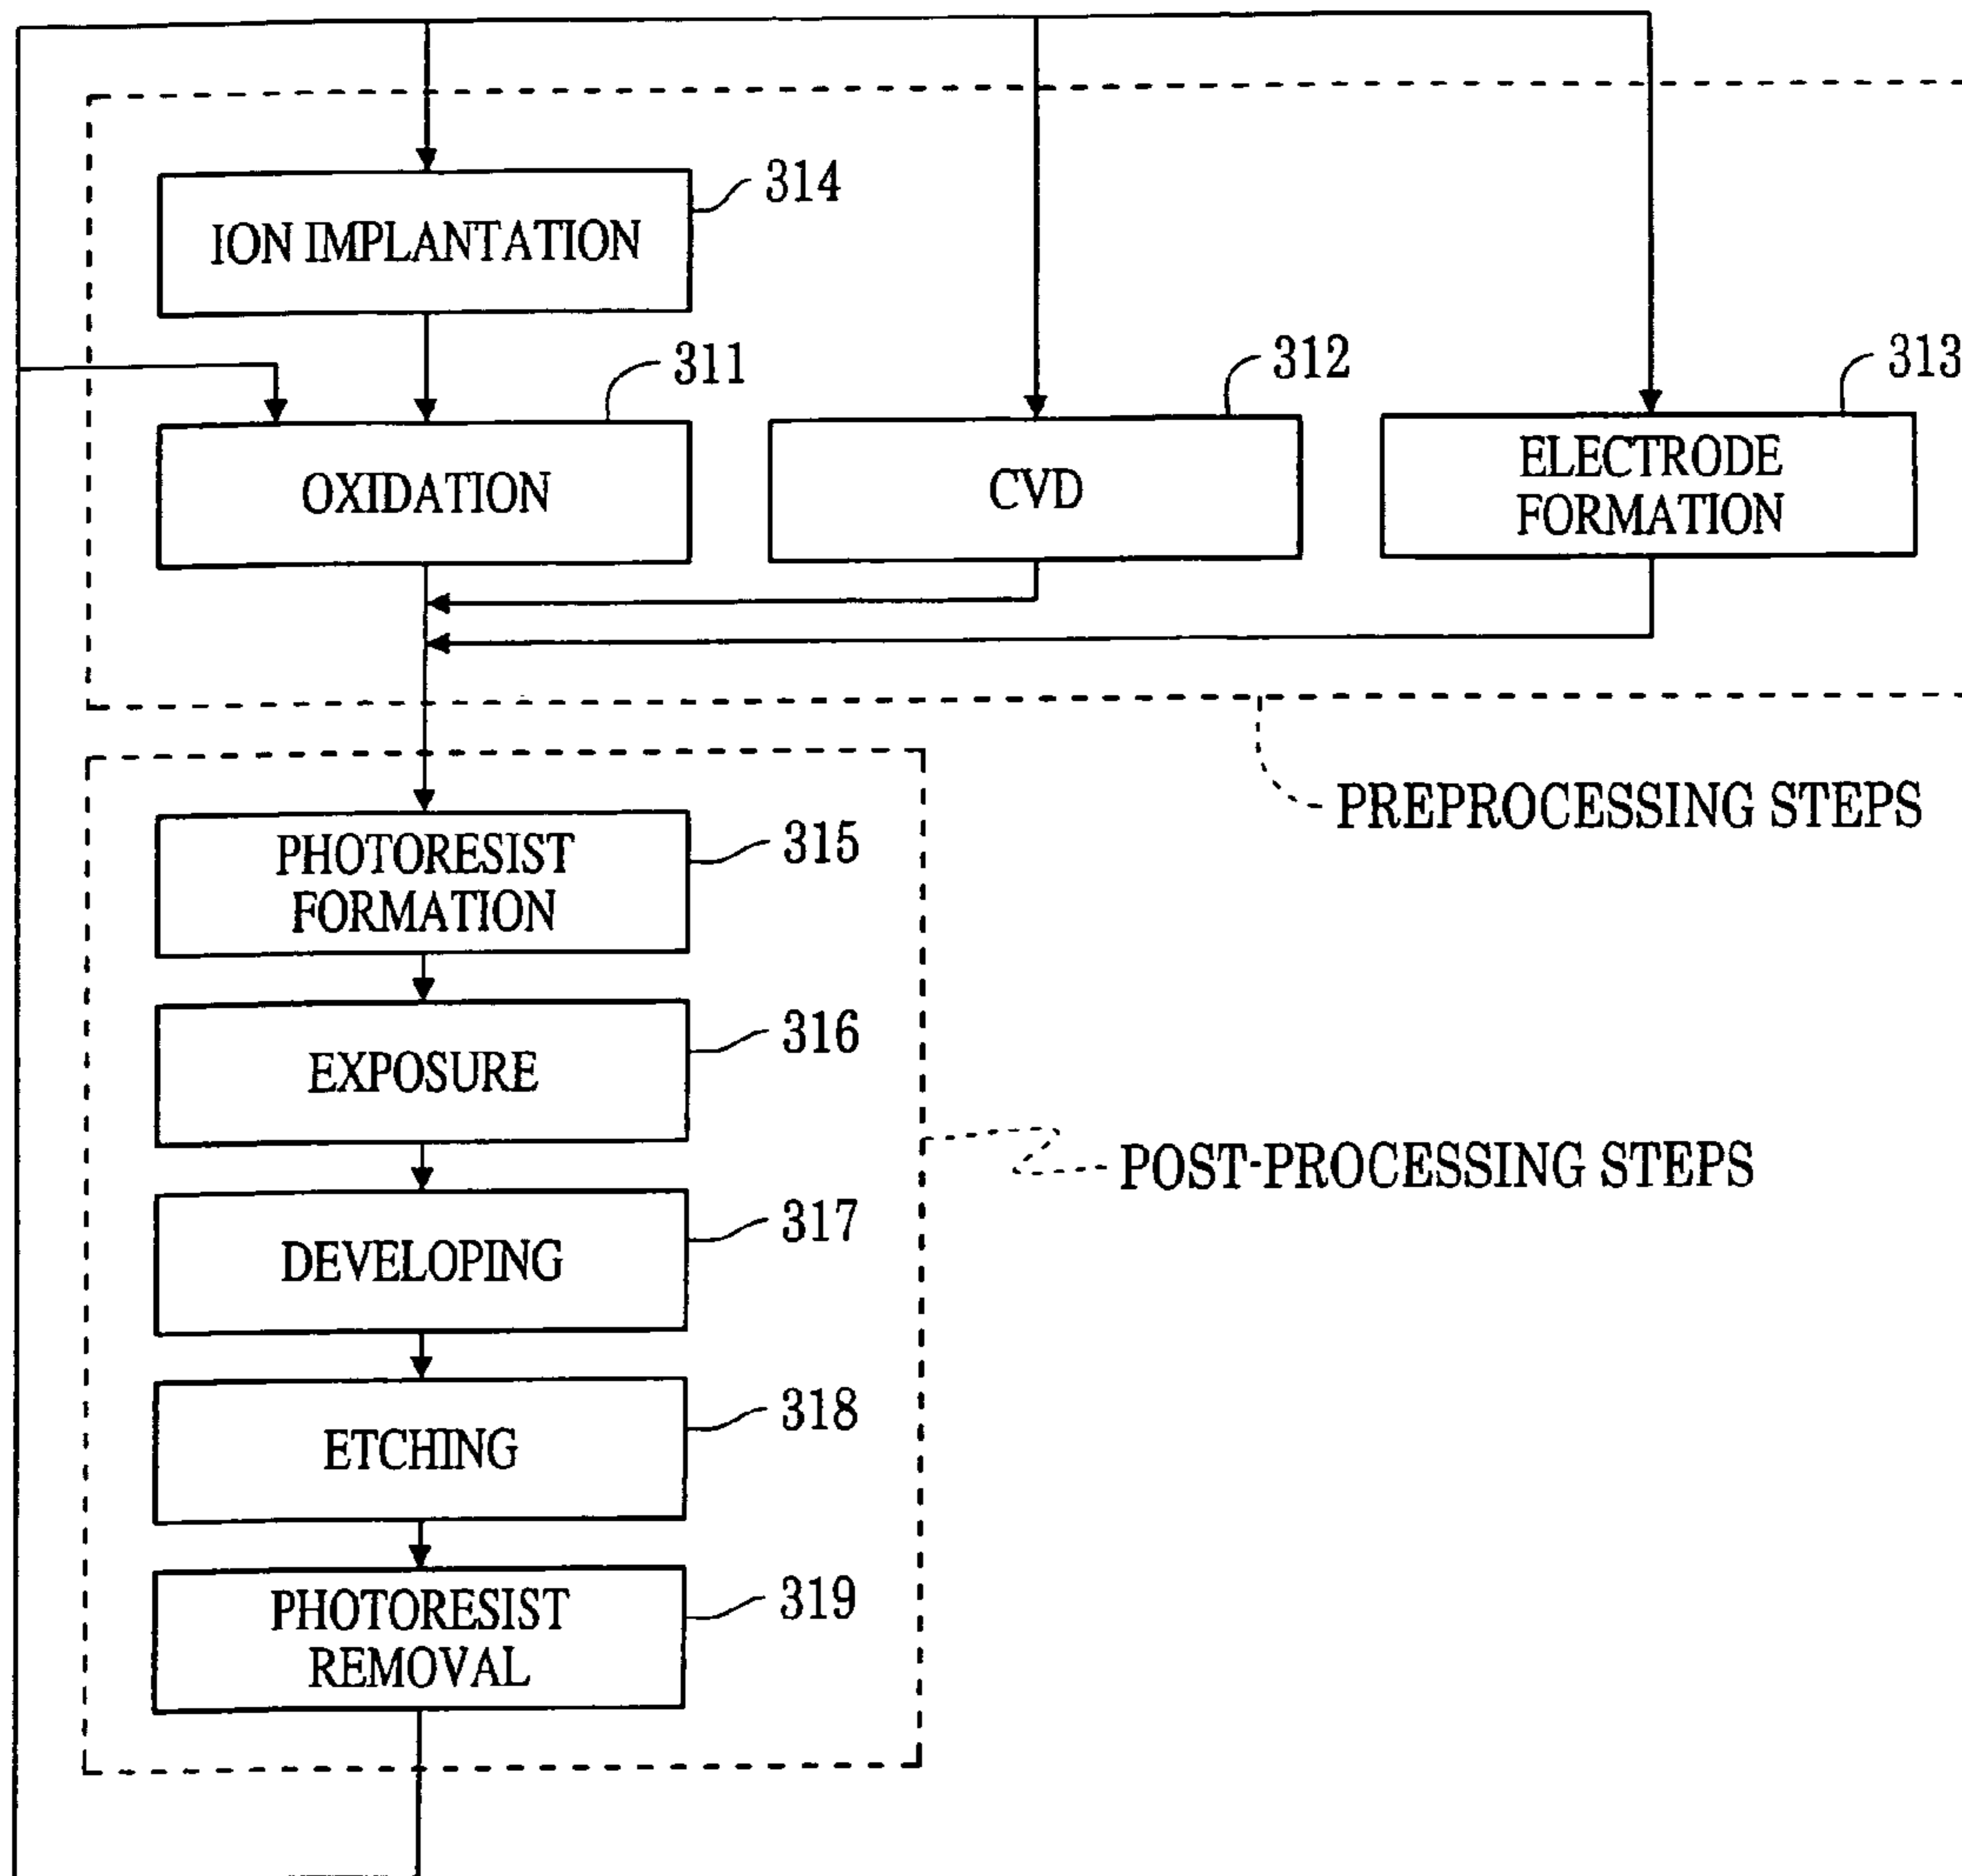 314
ION IMPLANTATION
311
312
313
OXIDATION
CVD
ELECTRODE
FORMATION
PREPROCESSING STEPS
315
PHOTORESIST
FORMATION
316
EXPOSURE
POST-PROCESSING STEPS
317
DEVELOPING
318
ETCHING
319
PHOTORESIST
REMOVAL